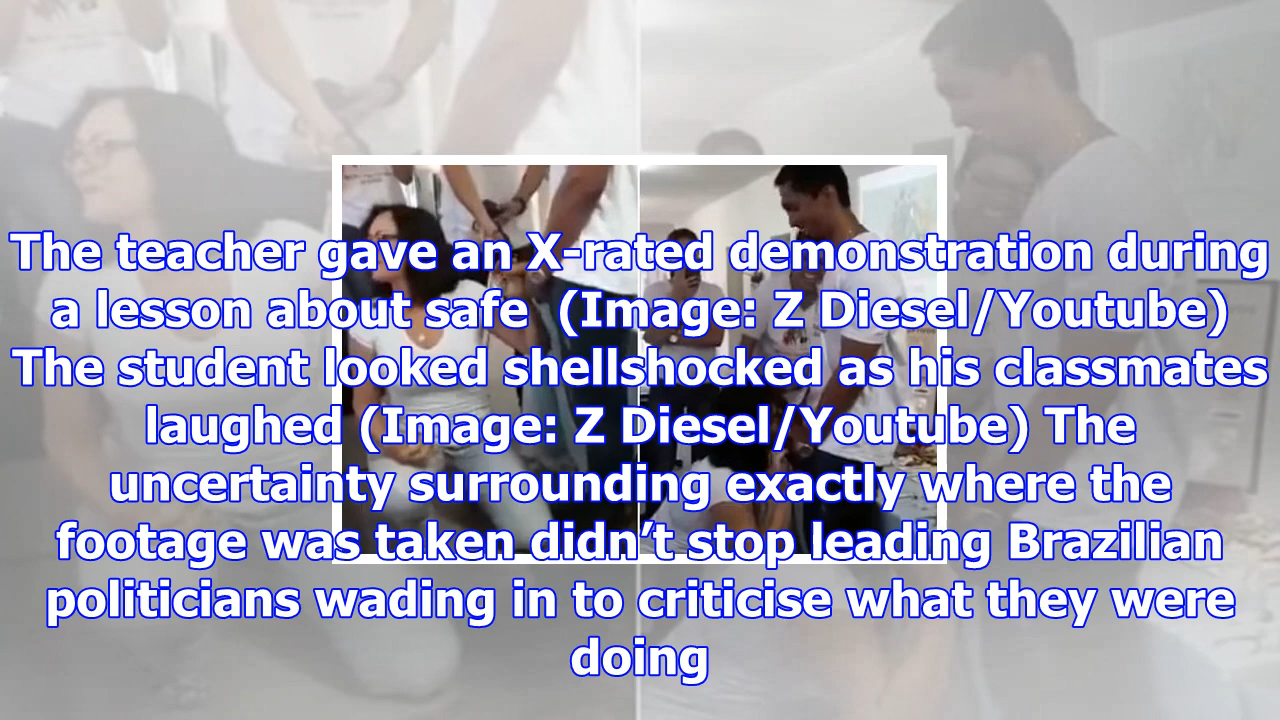 The teacher gave an X-rated demonstration during
a lesson about safe (Image: Z Diesel/Youtube)
The student looked shellshocked as his classmates
laughed (Image: Z Diesel/Youtube) The
uncertainty surrounding exactly where the
footage was taken didn’t stop leading Brazilian
politicians wading in to criticise what they were
doing